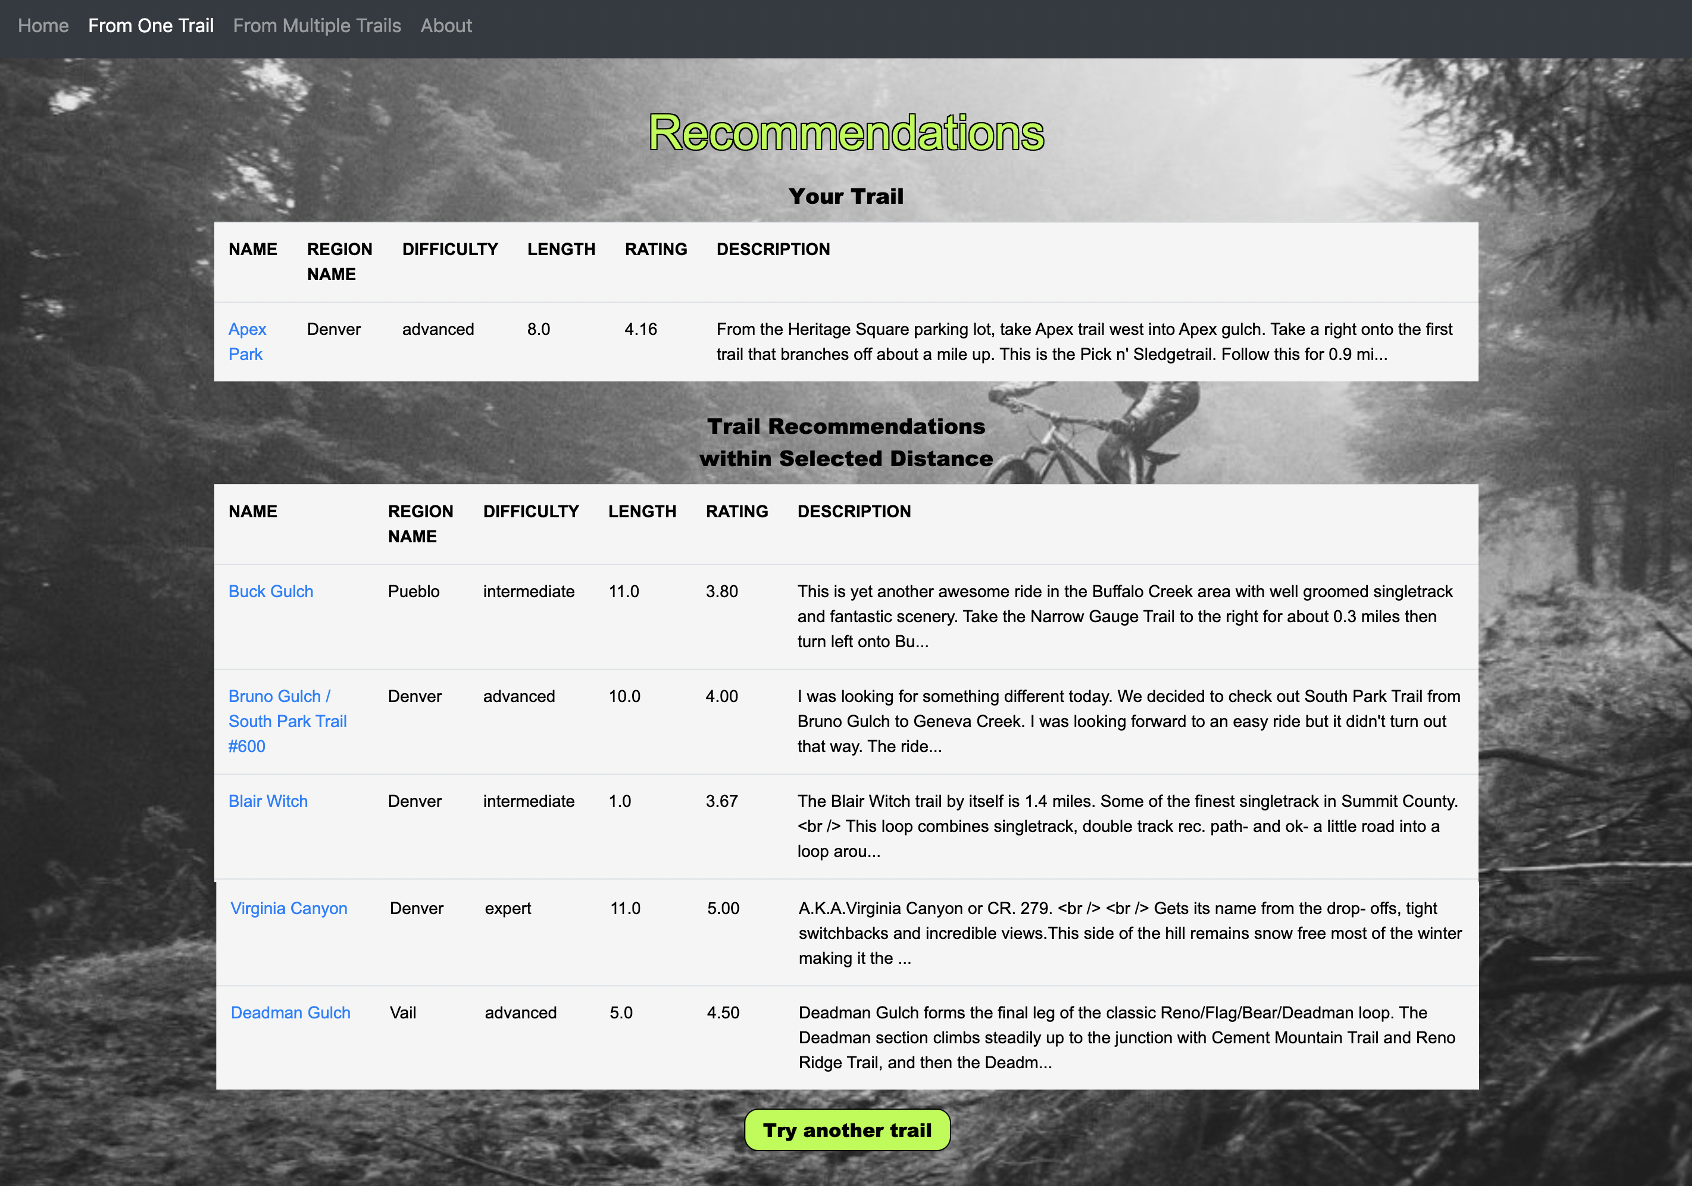 Home From One Trail From Multiple Trails About
Recommendations
Your Trail
NAME REGION NAME DIFFICULTY LENGTH RATING DESCRIPTION
Apex Park Denver advanced 8.0 4.16 From the Heritage Square parking lot, take Apex trail west into Apex gulch. Take a right onto the first
trail that branches off about a mile up. This is the Pick n' Sledgetrail. Follow this for 0.9 mi...
Trail Recommendations
within Selected Distance
NAME REGION NAME DIFFICULTY LENGTH RATING DESCRIPTION
Buck Gulch Pueblo intermediate 11.0 3.80 This is yet another awesome ride in the Buffalo Creek area with well groomed singletrack
and fantastic scenery. Take the Narrow Gauge Trail to the right for about 0.3 miles then
turn left onto Bu...
Bruno Gulch / South Park Trail #600 Denver advanced 10.0 4.00 I was looking for something different today. We decided to check out South Park Trail from
Bruno Gulch to Geneva Creek. I was looking forward to an easy ride but it didn't turn out
that way. The ride...
Blair Witch Denver intermediate 1.0 3.67 The Blair Witch trail by itself is 1.4 miles. Some of the finest singletrack in Summit County.
<br /> This loop combines singletrack, double track rec. path- and ok- a little road into a
loop arou...
Virginia Canyon Denver expert 11.0 5.00 A.K.A.Virginia Canyon or CR. 279. <br /> <br /> Gets its name from the drop- offs, tight
switchbacks and incredible views.This side of the hill remains snow free most of the winter
making it the ...
Deadman Gulch Vail advanced 5.0 4.50 Deadman Gulch forms the final leg of the classic Reno/Flag/Bear/Deadman loop. The
Deadman section climbs steadily up to the junction with Cement Mountain Trail and Reno
Ridge Trail, and then the Deadm...
Try another trail